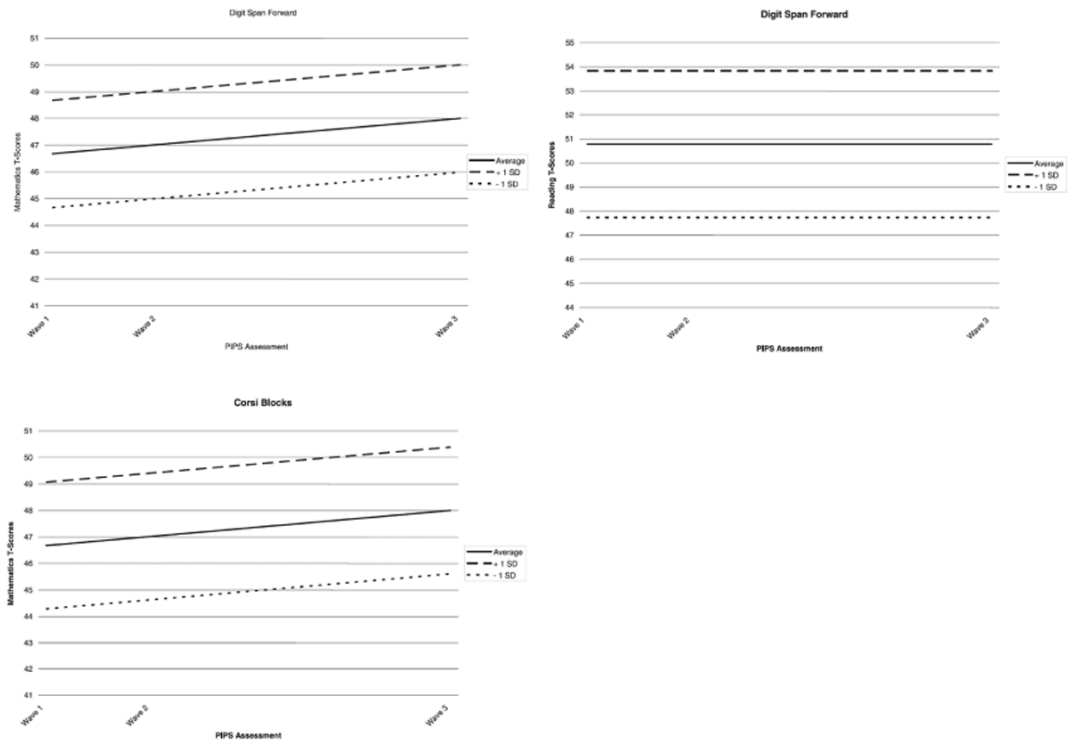 Digit Span Forward
51
50
49
48
47
46
45
44
43
42
41
Mathematics T-Scores
Wave 1
Wave 2
Wave 3
PIPS Assessment
Average
+ 1 SD
- 1 SD
Digit Span Forward
55
54
53
52
51
50
49
48
47
46
45
44
Reading T-Scores
Wave 1
Wave 2
Wave 3
PIPS Assessment
Average
+ 1 SD
- 1 SD
Corsi Blocks
51
50
49
48
47
46
45
44
43
42
41
Mathematics T-Scores
Wave 1
Wave 2
Wave 3
PIPS Assessment
Average
+ 1 SD
- 1 SD